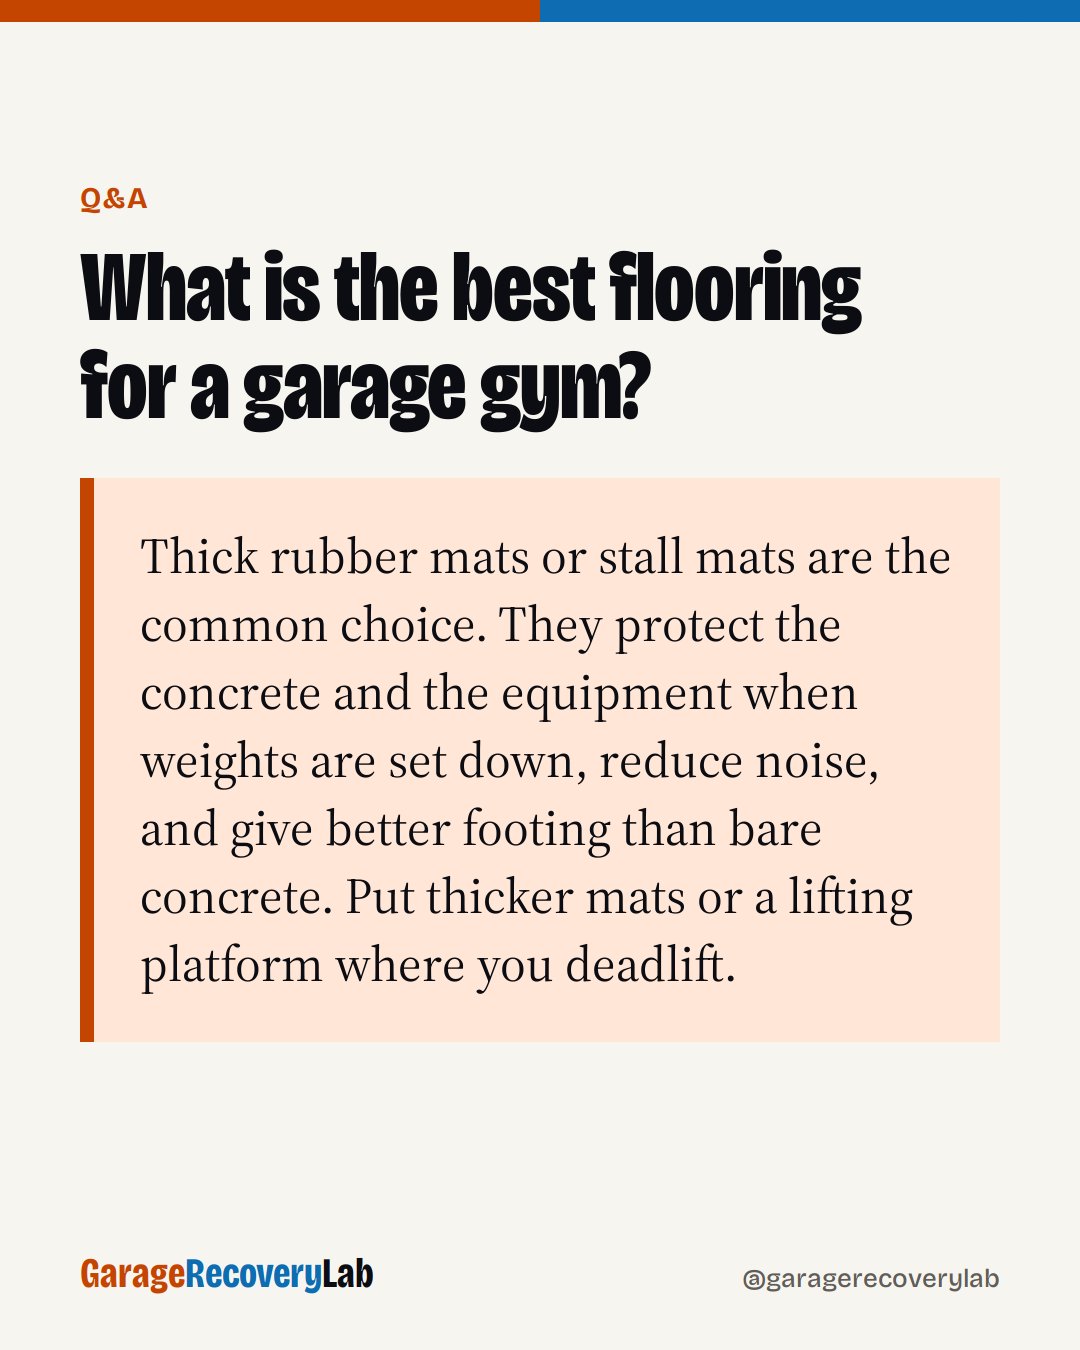 Q&A
What is the best flooring
for a garage gym?
Thick rubber mats or stall mats are the
common choice. They protect the
concrete and the equipment when
weights are set down, reduce noise,
and give better footing than bare
concrete. Put thicker mats or a lifting
platform where you deadlift.
GarageRecoveryLab
@garagerecoverylab